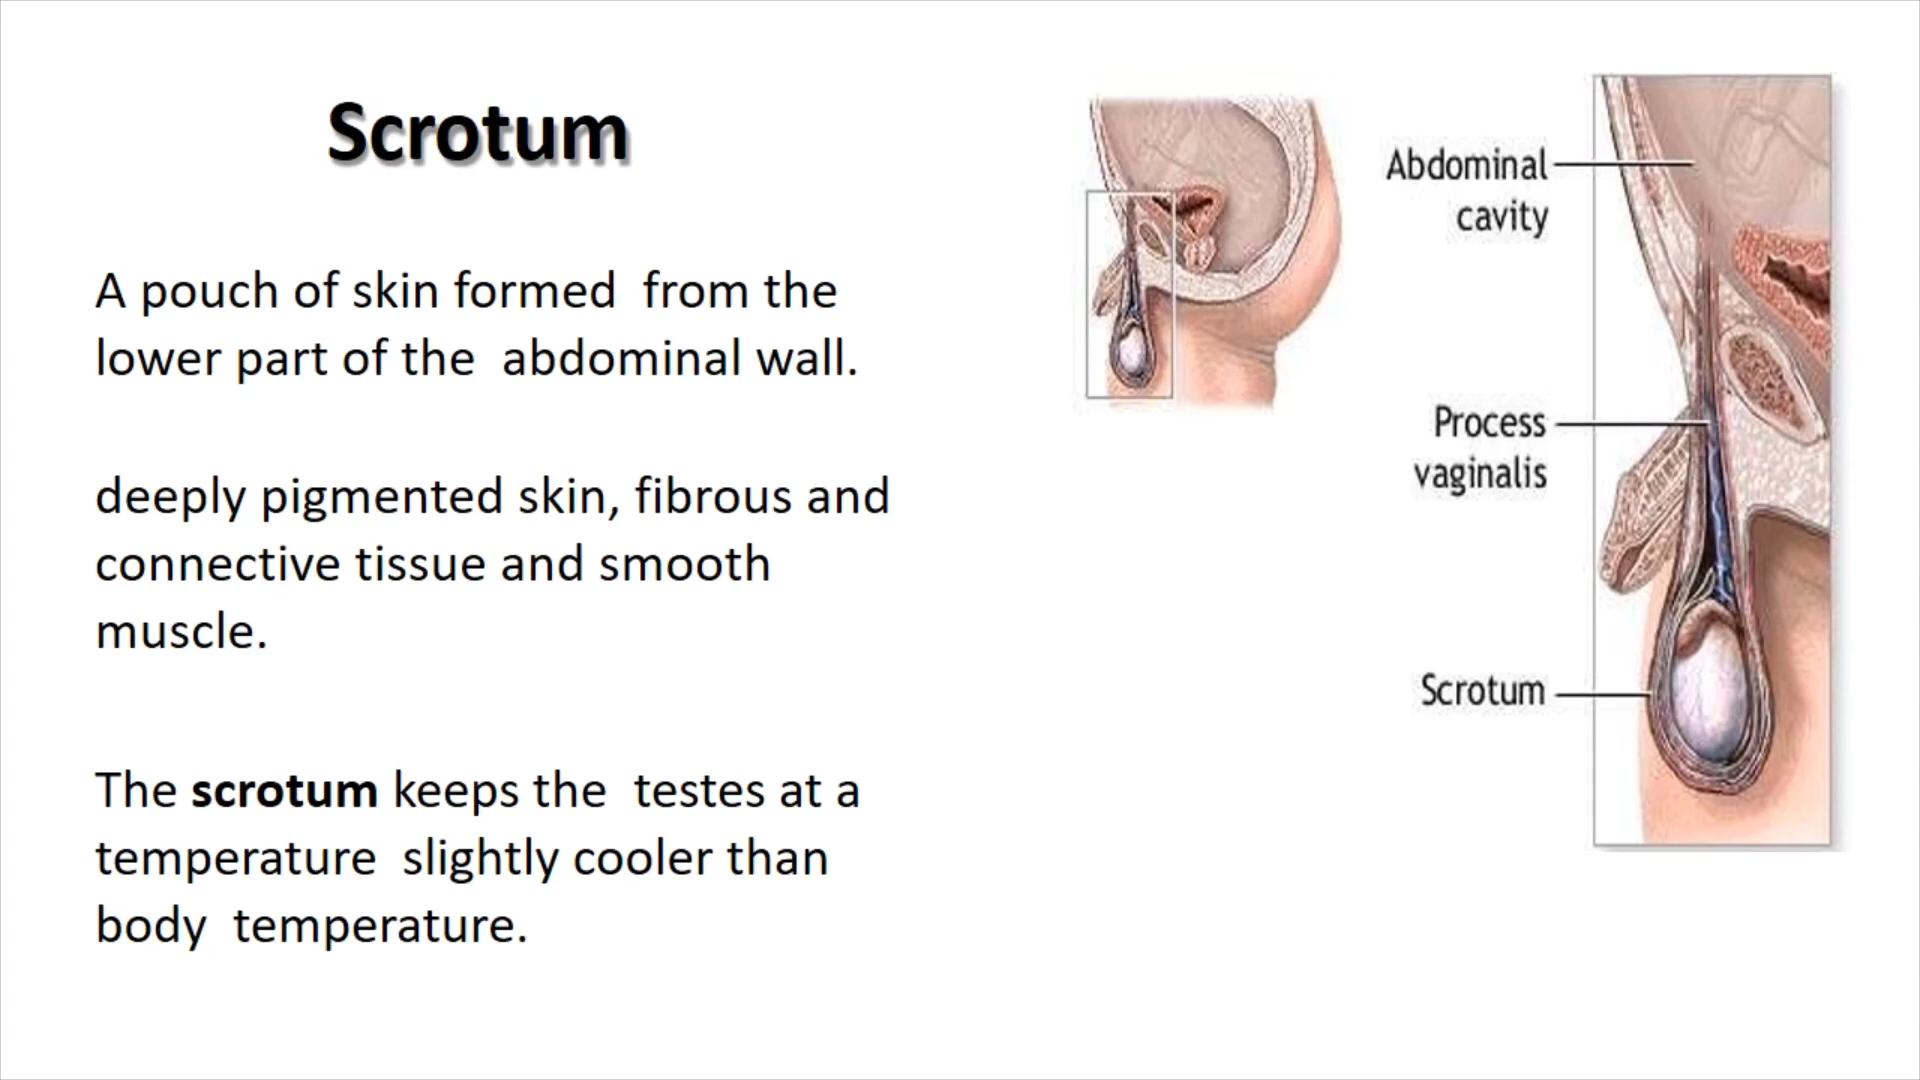 Scrotum
A pouch of skin formed from the
lower part of the abdominal wall.
deeply pigmented skin, fibrous and
connective tissue and smooth
muscle.
The scrotum keeps the testes at a
temperature slightly cooler than
body temperature.
Abdominal
cavity
Process
vaginalis
Scrotum